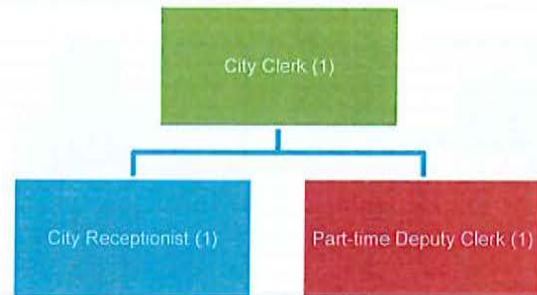 City Clerk (1)
City Receptionist (1)
Part-time Deputy Clerk (1)